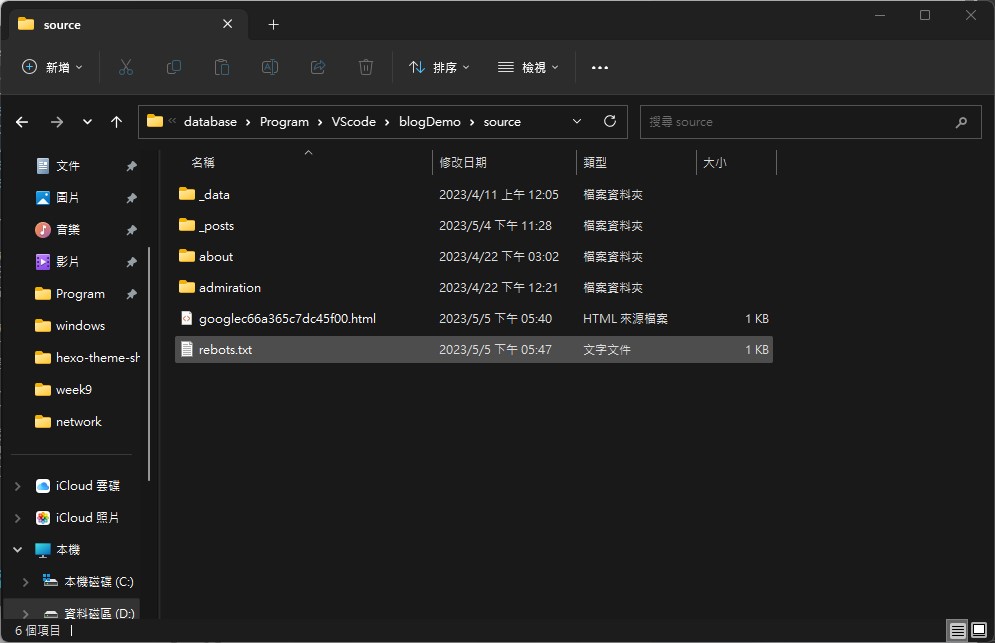 source
新增
排序
檢視
database > Program > VScode > blogDemo > source
搜尋 source
名稱 修改日期 類型 大小
_data 2023/4/11 上午 12:05 檔案資料夾
_posts 2023/5/4 下午 11:28 檔案資料夾
about 2023/4/22 下午 03:02 檔案資料夾
admiration 2023/4/22 下午 12:21 檔案資料夾
googlec66a365c7dc45f00.html 2023/5/5 下午 05:40 HTML 來源檔案 1 KB
rebots.txt 2023/5/5 下午 05:47 文字文件 1 KB
文件
圖片
音樂
影片
Program
windows
hexo-theme-sh
week9
network
iCloud 雲碟
iCloud 照片
本機
本機磁碟 (C:)
資料磁區 (D:)
6 個項目